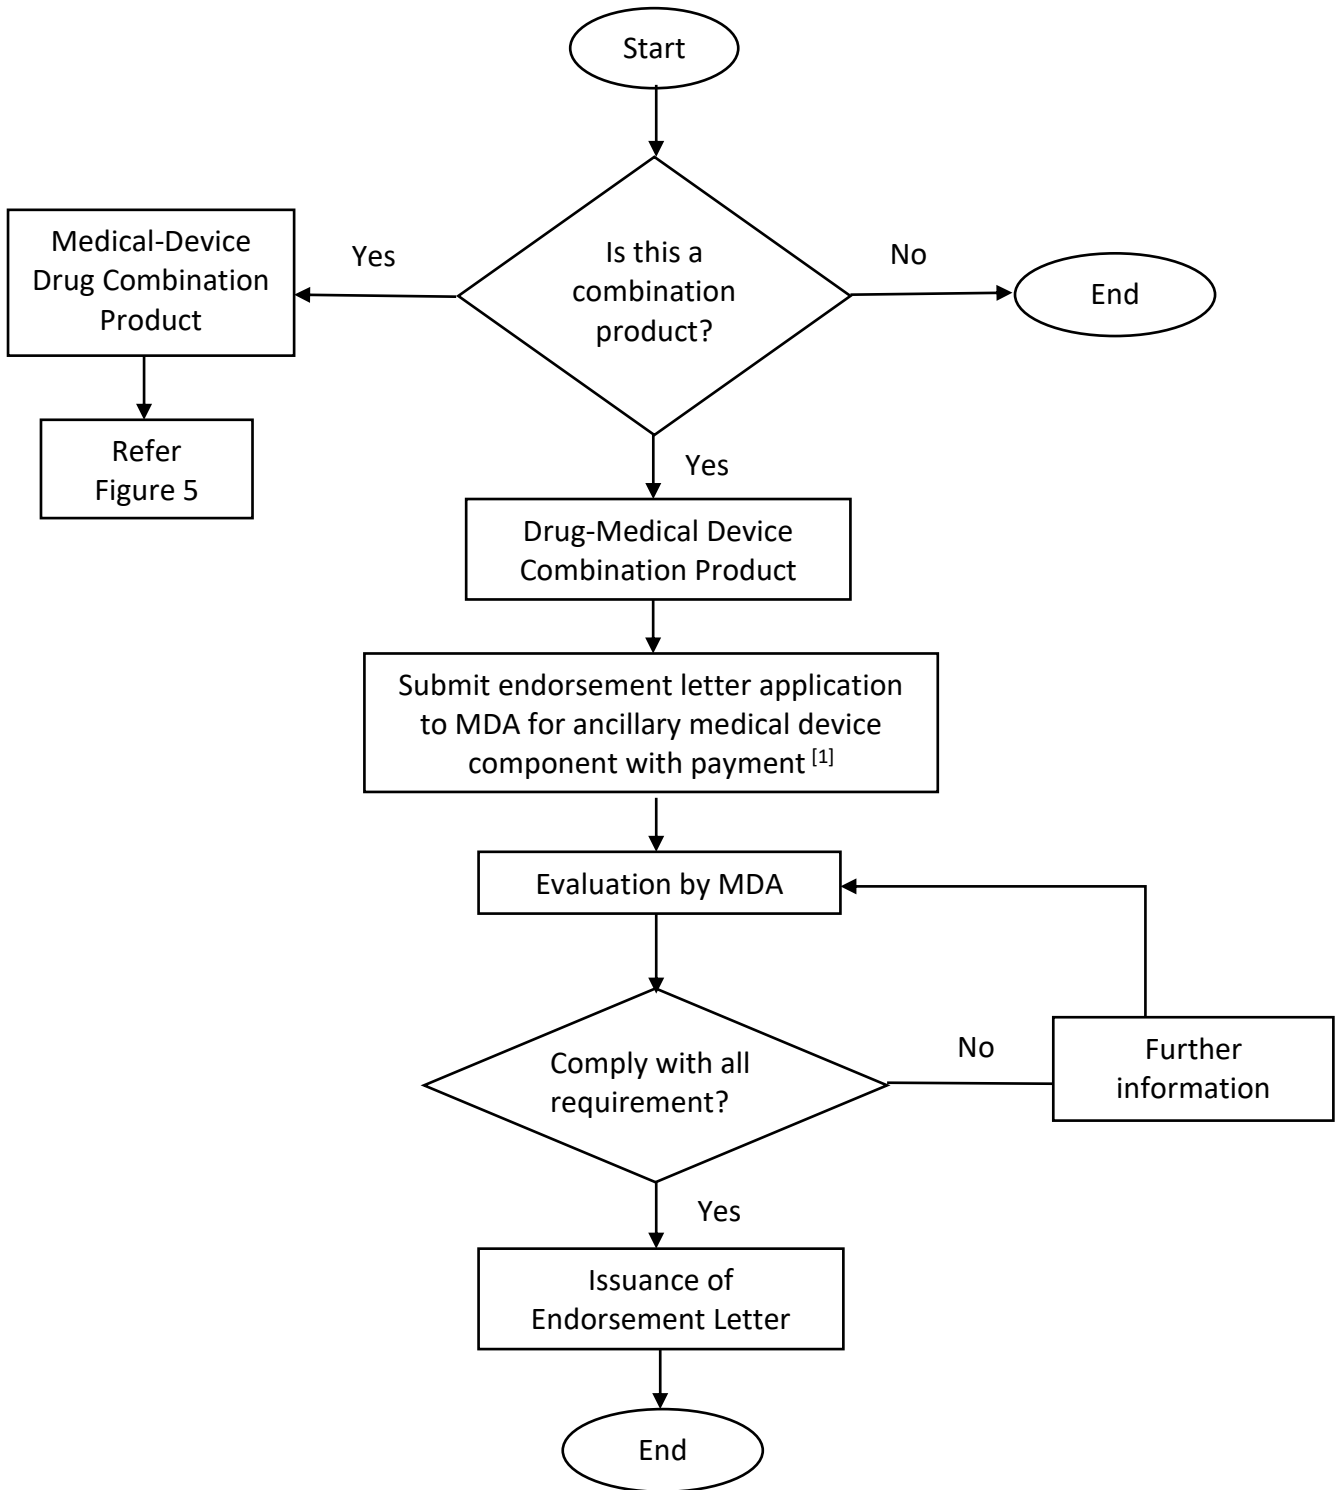 Start
Is this a
combination
product?
Yes
No
Medical-Device
Drug Combination
Product
End
Refer
Figure 5
Yes
Drug-Medical Device
Combination Product
Submit endorsement letter application
to MDA for ancillary medical device
component with payment [1]
Evaluation by MDA
Comply with all
requirement?
No
Further
information
Yes
Issuance of
Endorsement Letter
End